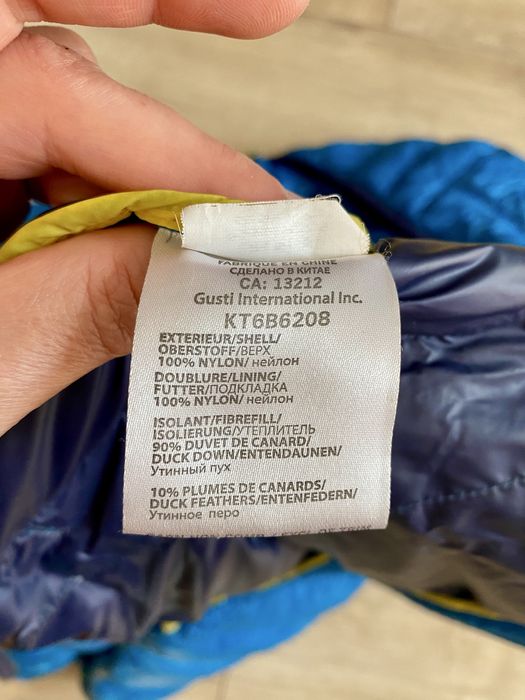 FABRIQUÉ EN CHINE
СДЕЛАНО В КИТАЕ
CA: 13212
Gusti International Inc.
KT6B6208
EXTERIEUR/SHELL/
OBERSTOFF/ВЕРХ
100% NYLON/ нейлон
DOUBLURE/LINING/
FUTTER/ПОДКЛАДКА
100% NYLON/ нейлон
ISOLANT/FIBREFILL/
ISOLIERUNG/УТЕПЛИТЕЛЬ
90% DUVET DE CANARD/
DUCK DOWN/ENTENDAUNEN/
Утинный пух
10% PLUMES DE CANARDS/
DUCK FEATHERS/ENTENFEDERN/
Утинное перо